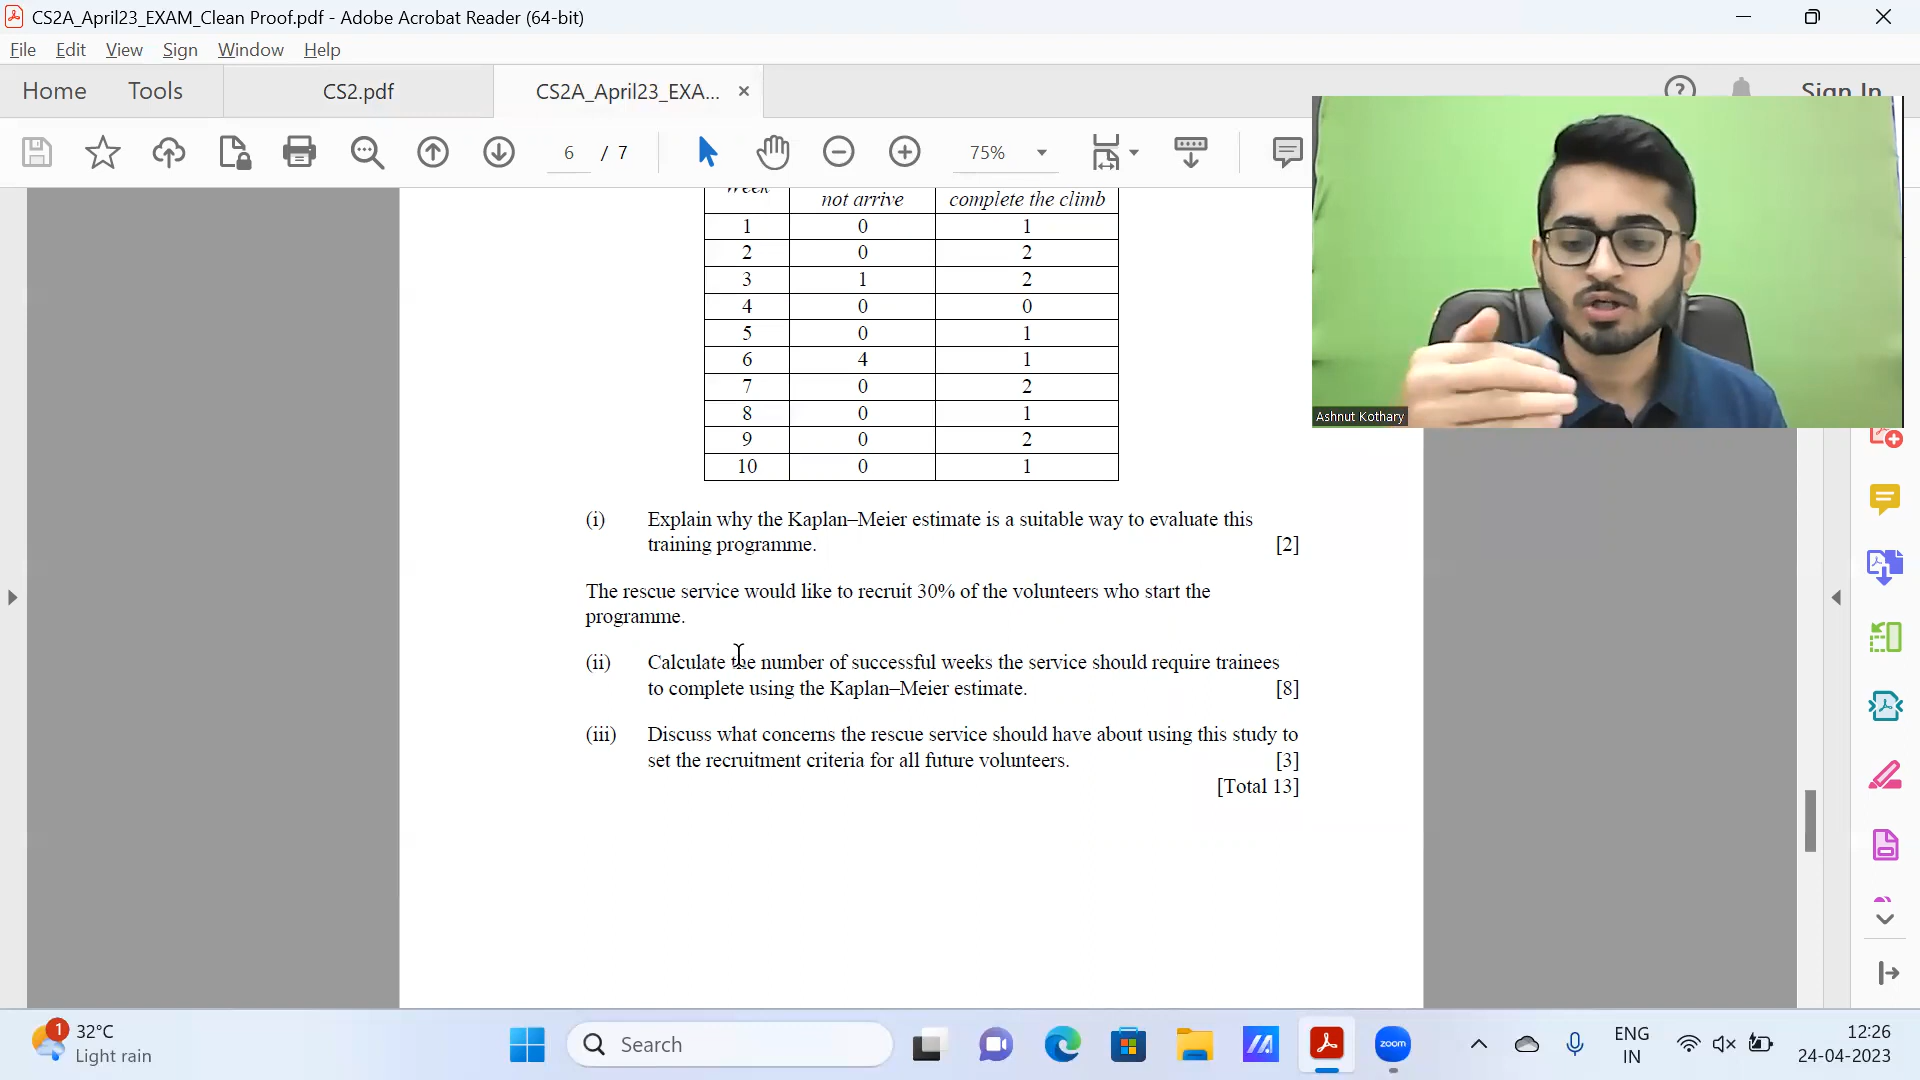 CS2A_April23_EXAM_Clean Proof.pdf - Adobe Acrobat Reader (64-bit)
File Edit View Sign Window Help
Home Tools CS2.pdf CS2A_April23_EXA... × Sign In
6 / 7 75%
Week not arrive complete the climb
1 0 1
2 0 2
3 1 2
4 0 0
5 0 1
6 4 1
7 0 2
8 0 1
9 0 2
10 0 1
Ashnut Kothary
(i) Explain why the Kaplan–Meier estimate is a suitable way to evaluate this
training programme. [2]
The rescue service would like to recruit 30% of the volunteers who start the
programme.
(ii) Calculate the number of successful weeks the service should require trainees
to complete using the Kaplan–Meier estimate. [8]
(iii) Discuss what concerns the rescue service should have about using this study to
set the recruitment criteria for all future volunteers. [3]
[Total 13]
1 32°C
Light rain
Search
zoom
ENG
IN
12:26
24-04-2023